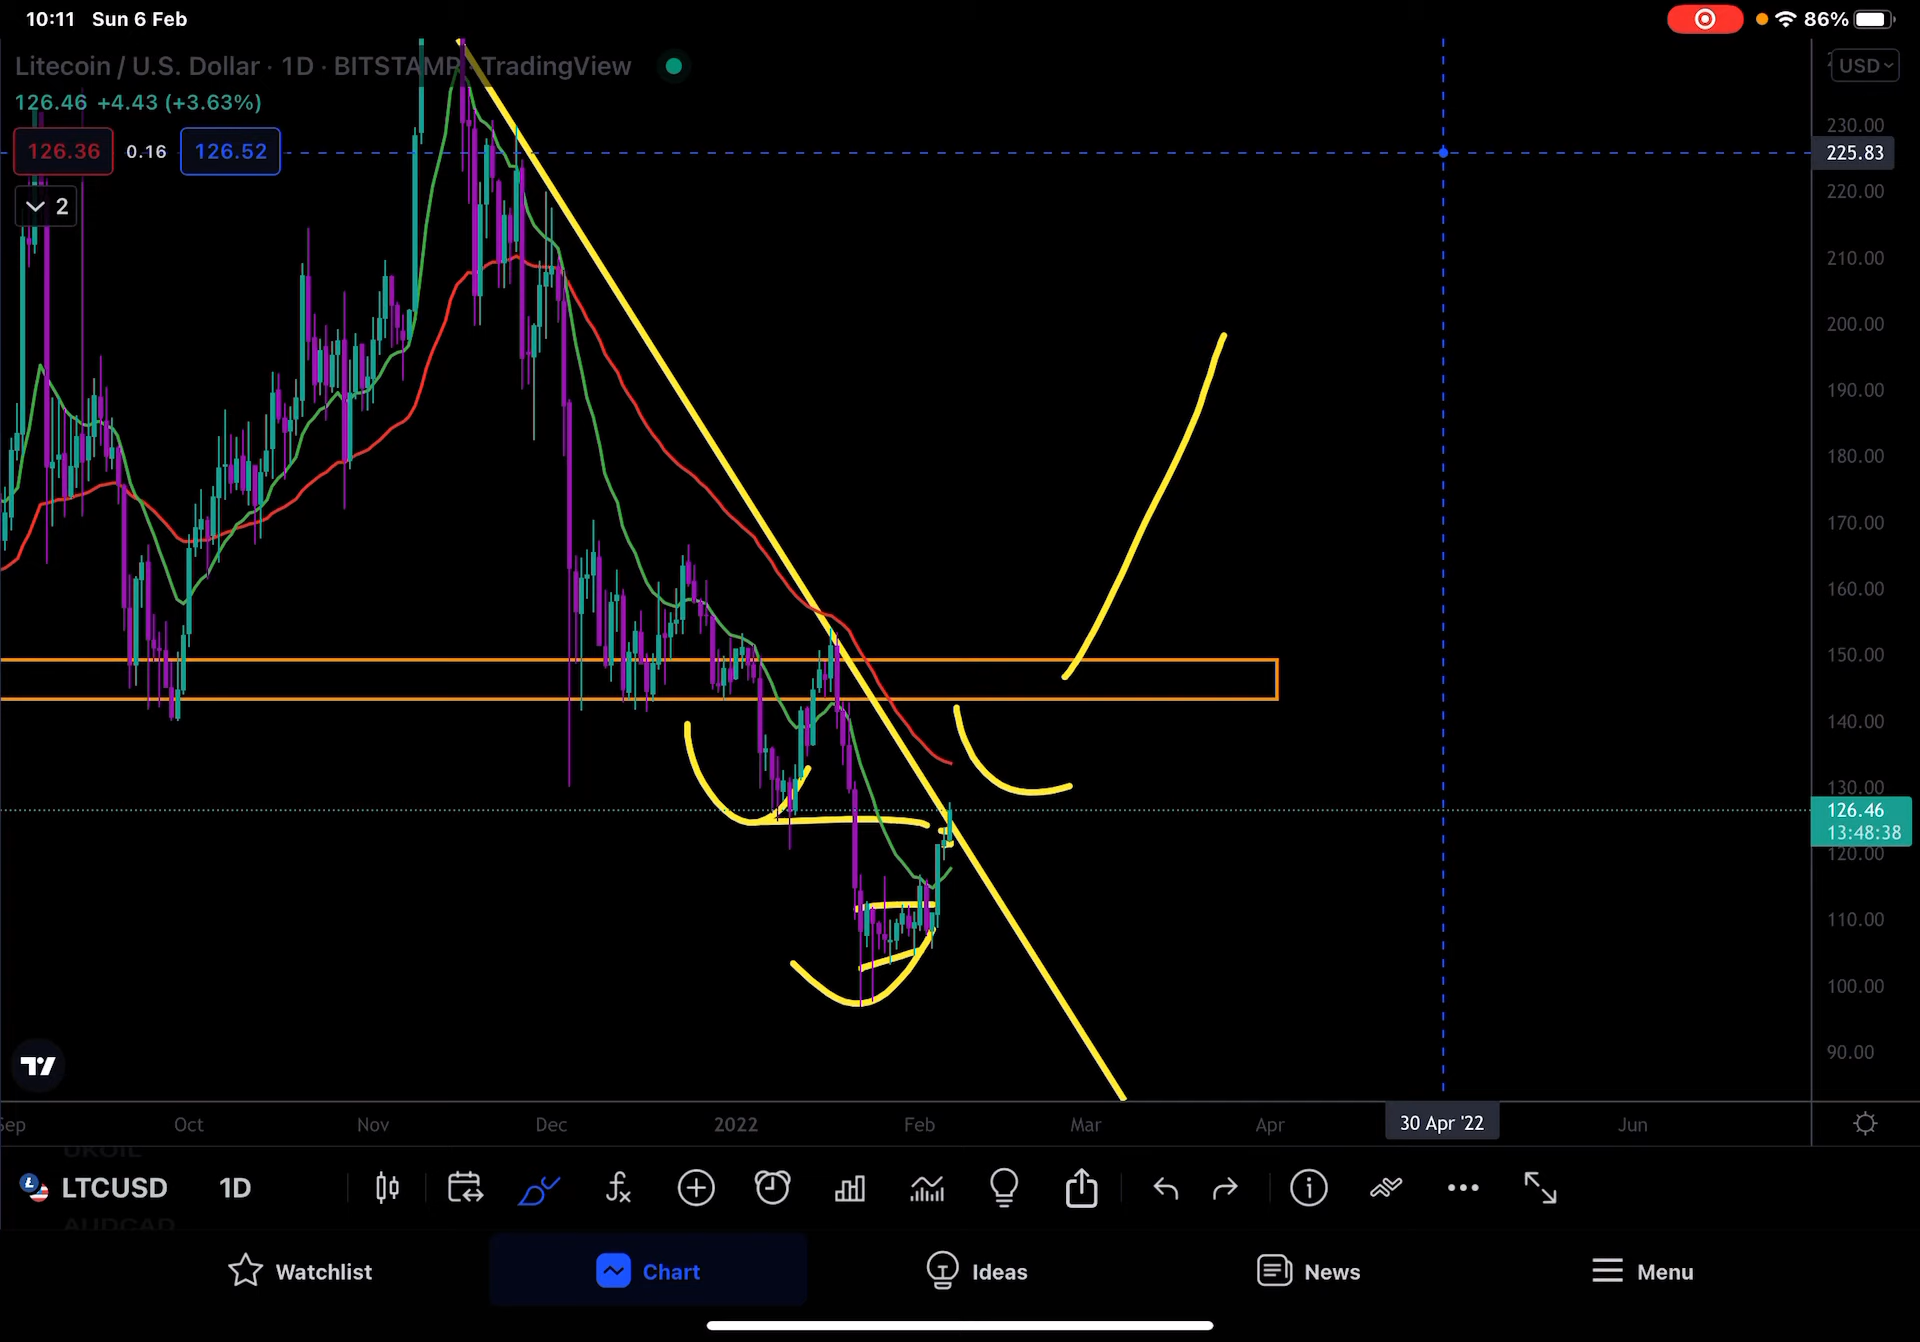 10:11 Sun 6 Feb
86%
Litecoin / U.S. Dollar · 1D · BITSTAMP · TradingView
USD
126.46 +4.43 (+3.63%)
126.36 0.16 126.52
2
230.00
225.83
220.00
210.00
200.00
190.00
180.00
170.00
160.00
150.00
140.00
130.00
126.46
13:48:38
120.00
110.00
100.00
90.00
Sep Oct Nov Dec 2022 Feb Mar Apr 30 Apr '22 Jun
UKOIL
LTCUSD 1D
AUDCAD
Watchlist Chart Ideas News Menu